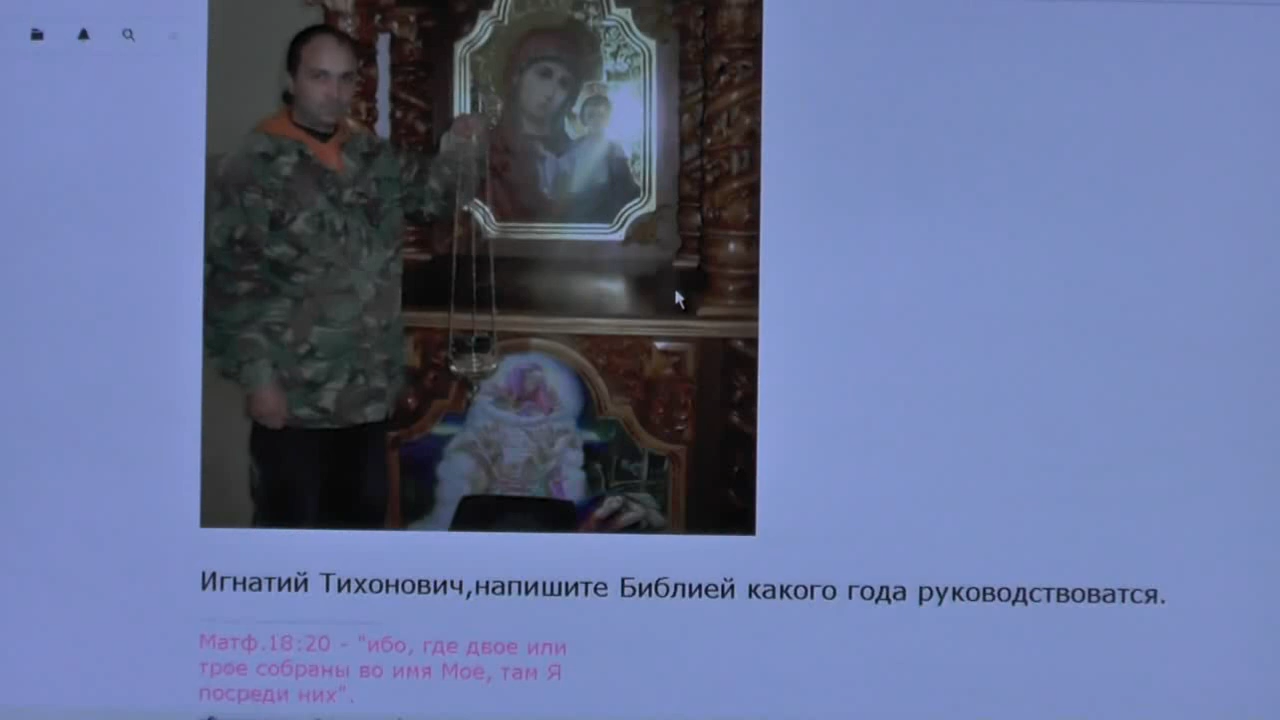 Игнатий Тихонович,напишите Библией какого года руководствоватся.
Матф.18:20 - "ибо, где двое или
трое собраны во имя Мое, там Я
посреди них".